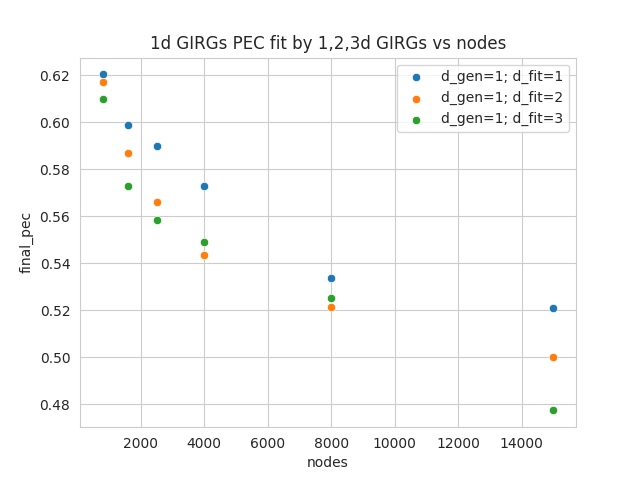 1d GIRGs PEC fit by 1,2,3d GIRGs vs nodes
d_gen=1; d_fit=1
d_gen=1; d_fit=2
d_gen=1; d_fit=3
final_pec
0.62
0.60
0.58
0.56
0.54
0.52
0.50
0.48
2000 4000 6000 8000 10000 12000 14000
nodes